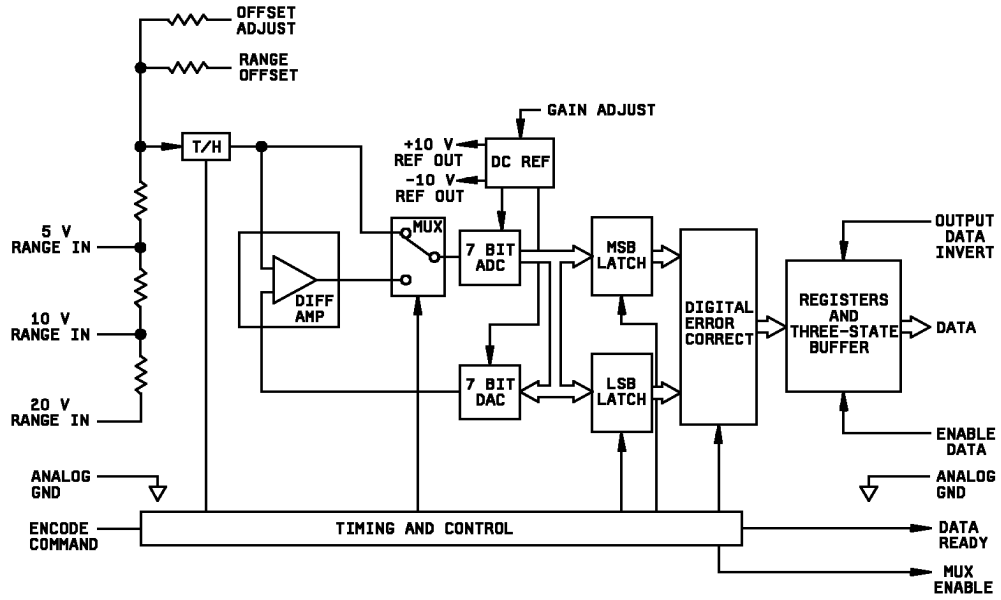 OFFSET
ADJUST
RANGE
OFFSET
GAIN ADJUST
T/H
+10 V
REF OUT
DC REF
-10 V
REF OUT
MUX
5 V
RANGE IN
7 BIT
ADC
MSB
LATCH
OUTPUT
DATA
INVERT
DIFF
AMP
10 V
RANGE IN
DIGITAL
ERROR
CORRECT
REGISTERS
AND
THREE-STATE
BUFFER
DATA
7 BIT
DAC
LSB
LATCH
20 V
RANGE IN
ENABLE
DATA
ANALOG
GND
ANALOG
GND
ENCODE
COMMAND
TIMING AND CONTROL
DATA
READY
MUX
ENABLE